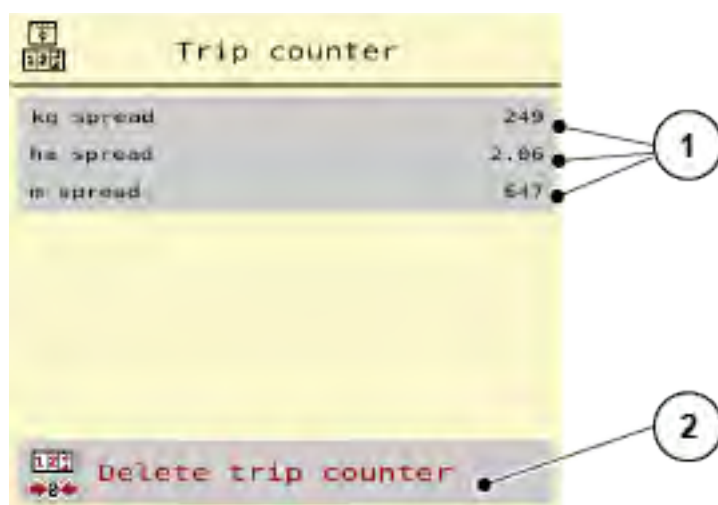 Trip counter
kg spread 249
ha spread 2.06
m spread 647
Delete trip counter
1
2